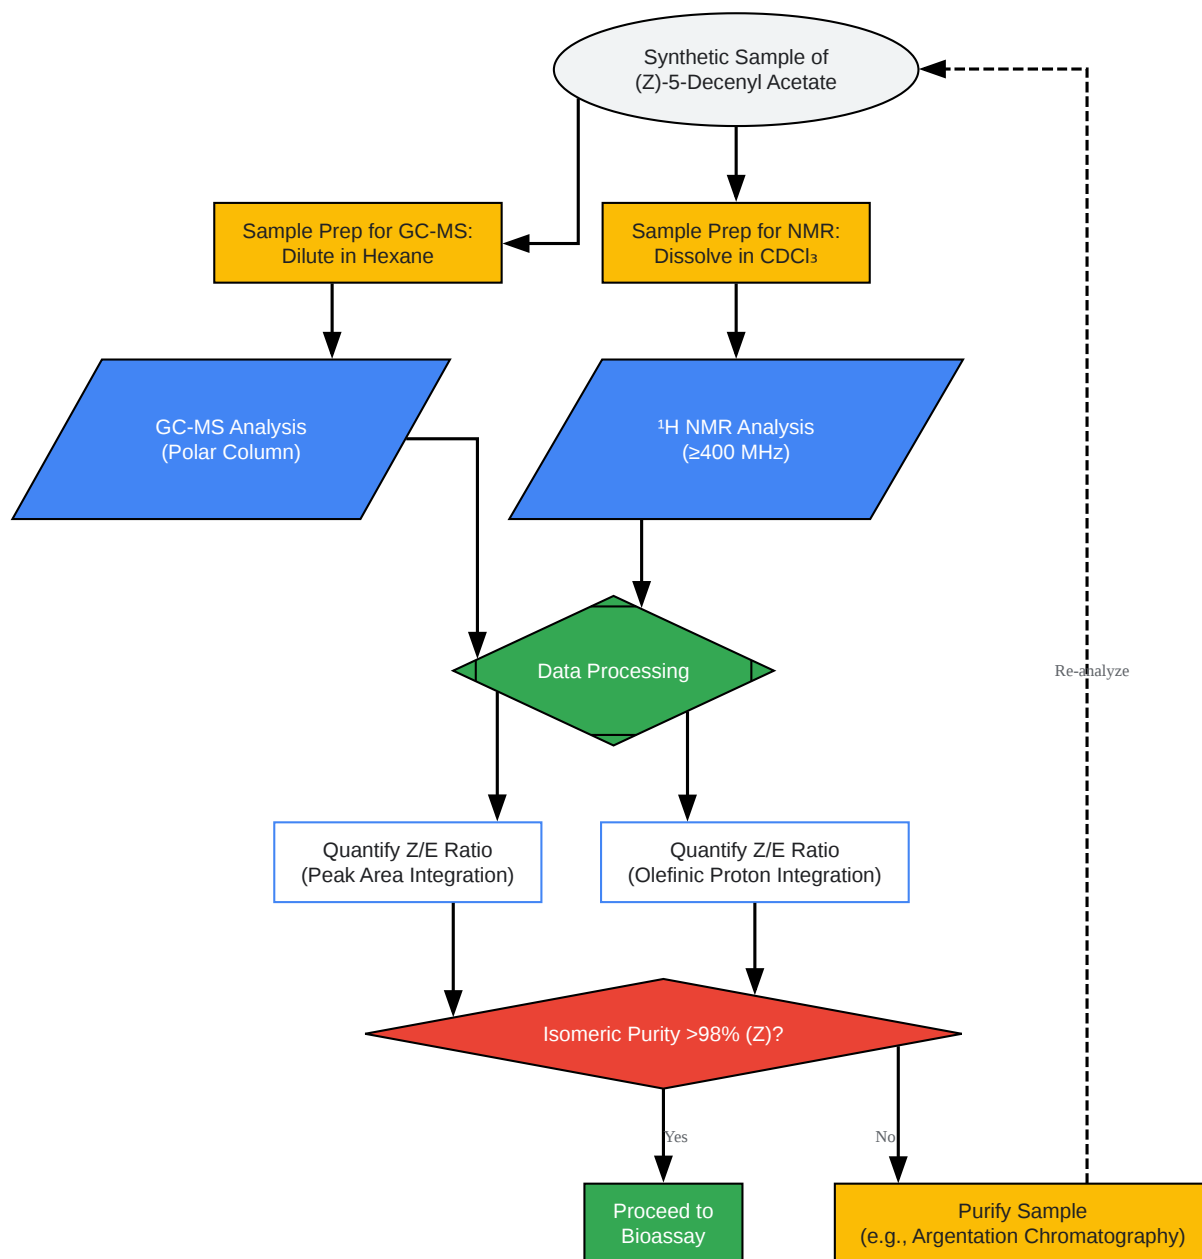 Synthetic Sample of
(Z)-5-Decenyl Acetate
Sample Prep for GC-MS:
Dilute in Hexane
Sample Prep for NMR:
Dissolve in CDCl₃
GC-MS Analysis
(Polar Column)
¹H NMR Analysis
(≥400 MHz)
Data Processing
Re-analyze
Quantify Z/E Ratio
(Peak Area Integration)
Quantify Z/E Ratio
(Olefinic Proton Integration)
Isomeric Purity >98% (Z)?
Yes
No
Proceed to
Bioassay
Purify Sample
(e.g., Argentation Chromatography)